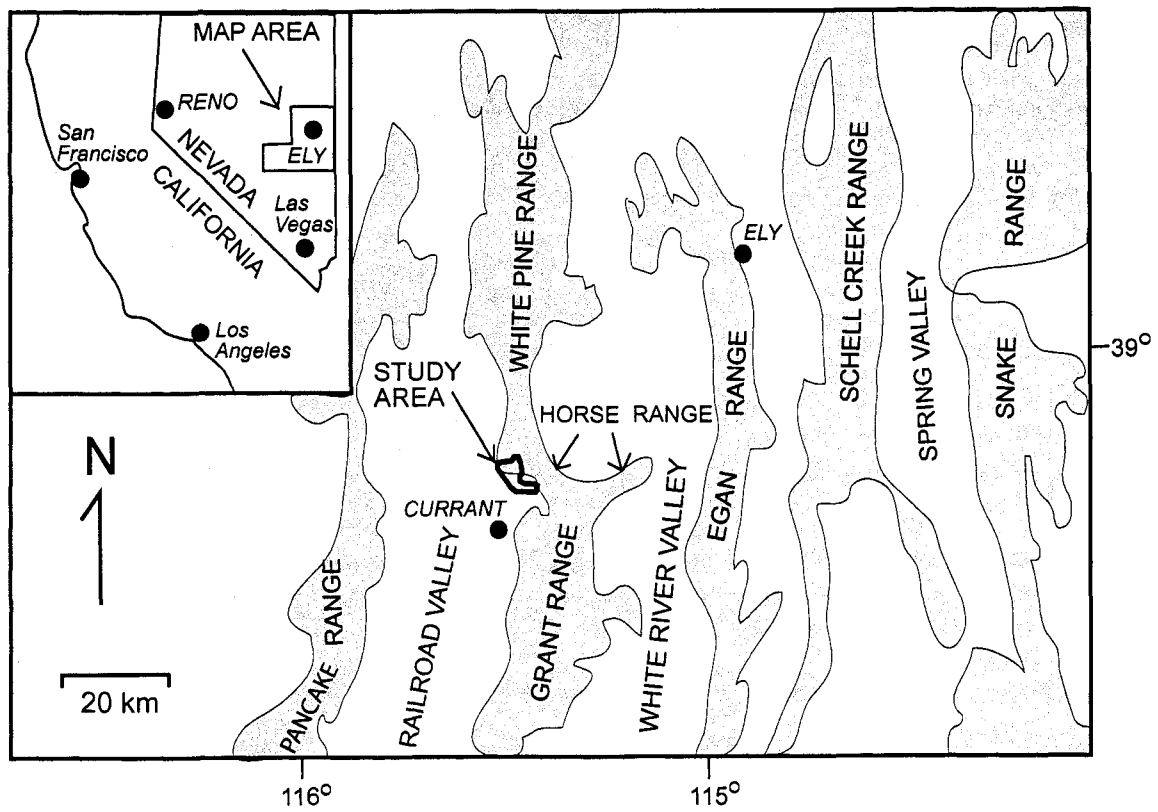 MAP AREA
RENO
San
Francisco
NEVADA
CALIFORNIA
ELY
Las
Vegas
Los
Angeles
WHITE PINE RANGE
ELY
SCHELL CREEK RANGE
RANGE
SNAKE
SPRING VALLEY
39°
STUDY
AREA
HORSE RANGE
EGAN
RANGE
N
CURRANT
PANCAKE RANGE
RAILROAD VALLEY
GRANT RANGE
WHITE RIVER VALLEY
20 km
116°
115°